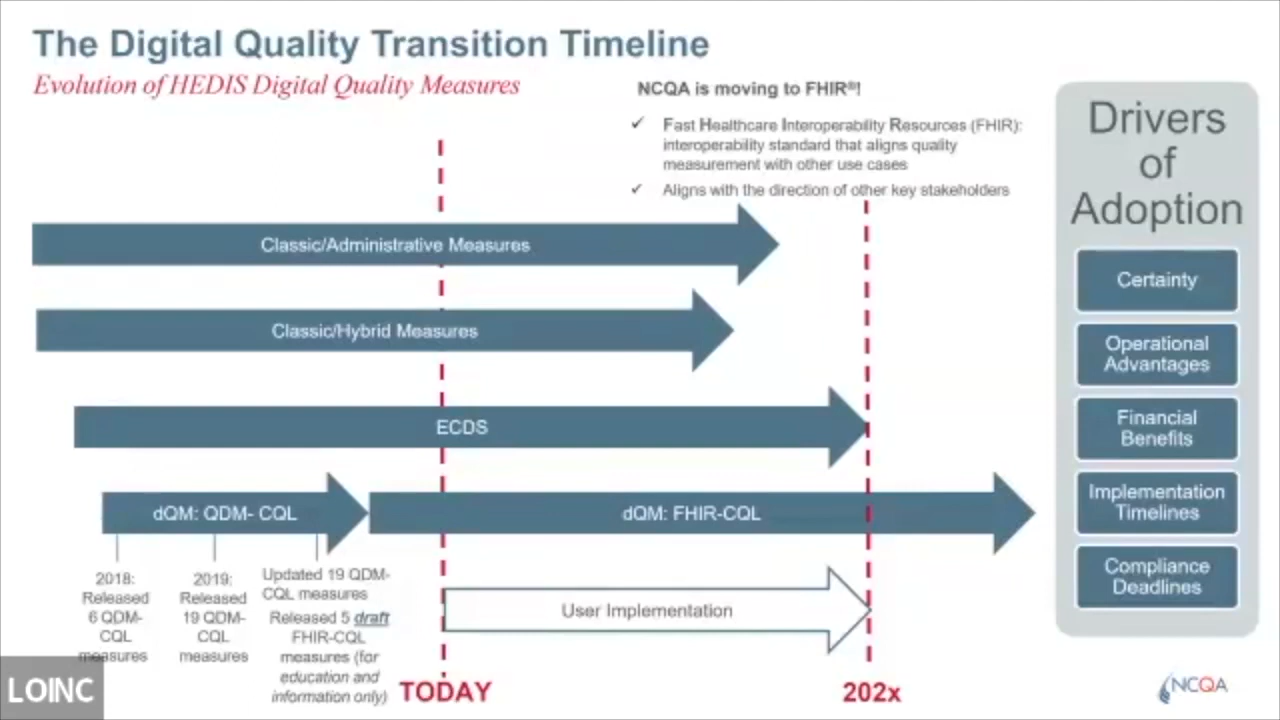 The Digital Quality Transition Timeline
Evolution of HEDIS Digital Quality Measures
NCQA is moving to FHIR®!
✓ Fast Healthcare Interoperability Resources (FHIR):
interoperability standard that aligns quality
measurement with other use cases
✓ Aligns with the direction of other key stakeholders
Classic/Administrative Measures
Classic/Hybrid Measures
ECDS
dQM: QDM- CQL
dQM: FHIR-CQL
2018:
Released
6 QDM-
CQL
measures
2019:
Released
19 QDM-
CQL
measures
Updated 19 QDM-
CQL measures
Released 5 draft
FHIR-CQL
measures (for
education and
information only)
User Implementation
TODAY
202x
Drivers
of
Adoption
Certainty
Operational
Advantages
Financial
Benefits
Implementation
Timelines
Compliance
Deadlines
LOINC
NCQA